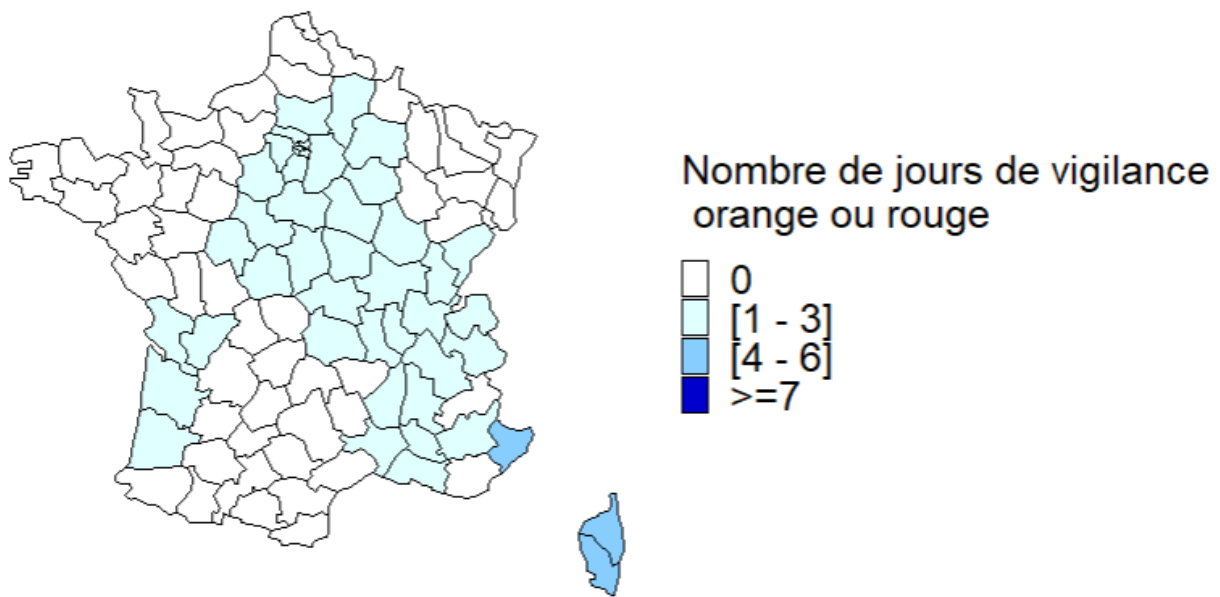 Nombre de jours de vigilance
orange ou rouge
0
[1 - 3]
[4 - 6]
>=7